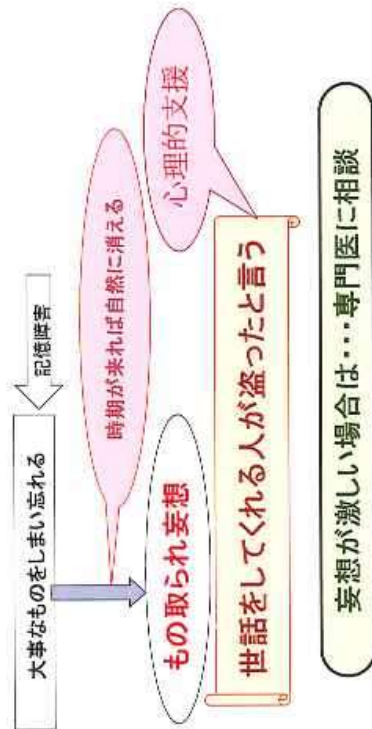 大事なものをしまい忘れる
記憶障害
時期が来れば自然に消える
もの取られ妄想
心理的支援
世話をしてくれる人が盗ったと言う
妄想が激しい場合は・・・専門医に相談